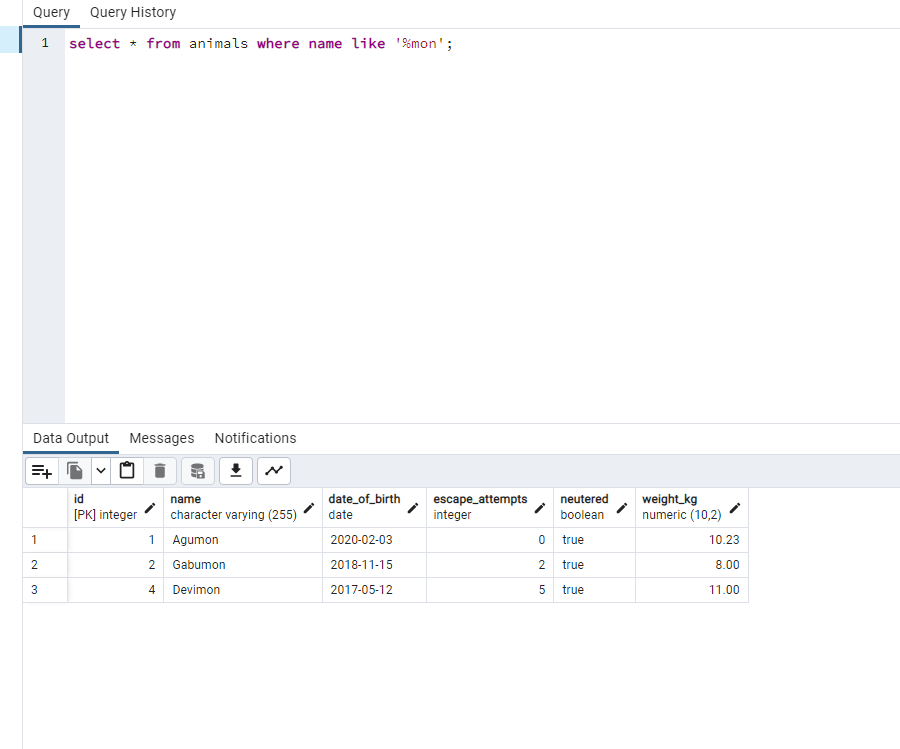 Query Query History
1 select * from animals where name like '%mon';
Data Output Messages Notifications
id name date_of_birth escape_attempts neutered weight_kg
[PK] integer character varying (255) date integer boolean numeric (10,2)
1 1 Agumon 2020-02-03 0 true 10.23
2 2 Gabumon 2018-11-15 2 true 8.00
3 4 Devimon 2017-05-12 5 true 11.00